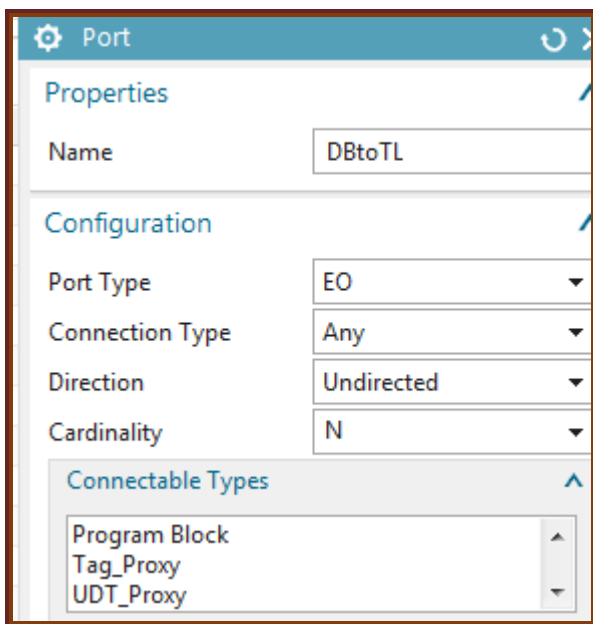 Port
Properties
Name DBtoTL
Configuration
Port Type EO
Connection Type Any
Direction Undirected
Cardinality N
Connectable Types
Program Block
Tag_Proxy
UDT_Proxy